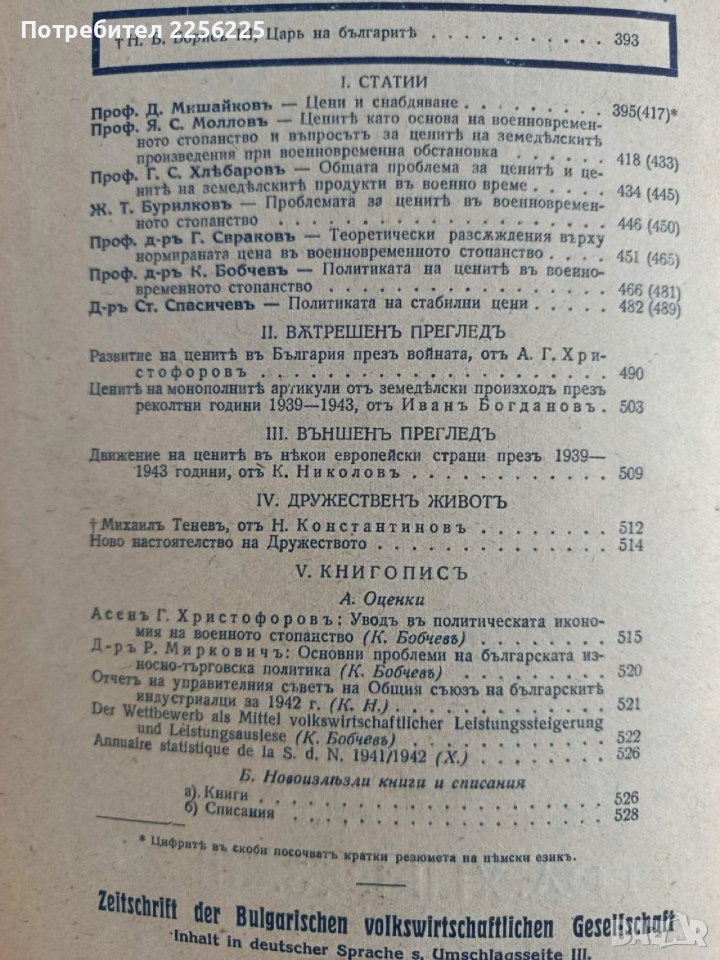 Потребител 2256253
† Н. В. Борисъ III, Царь на българитѣ . . . . . . . . . . 393
I. СТАТИИ
Проф. Д. Мишайковъ — Цени и снабдяване . . . . . . . . 395(417)*
Проф. Я. С. Молловъ — Ценитѣ като основа на военновремен-
ното стопанство и въпросътъ за ценитѣ на земедѣлскитѣ
произведения при военновременна обстановка . . . . . 418 (433)
Проф. Г. С. Хлѣбаровъ — Общата проблема за ценитѣ и це-
нитѣ на земедѣлскитѣ продукти въ военно време . . . . 434 (445)
Ж. Т. Бурилковъ — Проблемата за ценитѣ въ военновремен-
ното стопанство . . . . . . . . . . . . . 446 (450)
Проф. д-ръ Г. Свраковъ — Теоретически разсѫждения върху
нормираната цена въ военновременното стопанство . . . 451 (465)
Проф. д-ръ К. Бобчевъ — Политиката на ценитѣ въ военно-
временното стопанство . . . . . . . . . . . 466 (481)
Д-ръ Ст. Спасичевъ — Политиката на стабилни цени . . . . 482 (489)
II. ВѪТРЕШЕНЪ ПРЕГЛЕДЪ
Развитие на ценитѣ въ България презъ войната, отъ А. Г. Хри-
стофоровъ . . . . . . . . . . . . . . 490
Ценитѣ на монополнитѣ артикули отъ земедѣлски произходъ презъ
реколтни години 1939—1943, отъ Иванъ Богдановъ . . 503
III. ВЪНШЕНЪ ПРЕГЛЕДЪ
Движение на ценитѣ въ нѣкои европейски страни презъ 1939—
1943 години, отъ К. Николовъ . . . . . . . . . 509
IV. ДРУЖЕСТВЕНЪ ЖИВОТЪ
† Михаилъ Теневъ, отъ Н. Константиновъ . . . . . . . 512
Ново настоятелство на Дружеството . . . . . . . . . . 514
V. КНИГОПИСЪ
А. Оценки
Асенъ Г. Христофоровъ: Уводъ въ политическата иконо-
мия на военното стопанство (К. Бобчевъ) . . . . . . . 515
Д-ръ Р. Мирковичъ: Основни проблеми на българската из-
носно-търговска политика (К. Бобчевъ) . . . . . . . . 520
Отчетъ на управителния съветъ на Общия съюзъ на българскитѣ
индустриалци за 1942 г. (К. Н.) . . . . . . . . . . 521
Der Wettbewerb als Mittel volkswirtschaftlicher Leistungssteigerung
und Leistungsauslese (К. Бобчевъ) . . . . . . . . . 522
Annuaire statistique de la S. d. N. 1941/1942 (X.) . . . . . . 526
Б. Новоизлѣзли книги и списания
а) Книги . . . . . . . . . . . . . . . 526
б) Списания . . . . . . . . . . . . . . 528
* Цифритѣ въ скоби посочватъ кратки резюмета на нѣмски езикъ.
Zeitschrift der Bulgarischen volkswirtschaftlichen Gesellschaft
Inhalt in deutscher Sprache s. Umschlagsseite III.